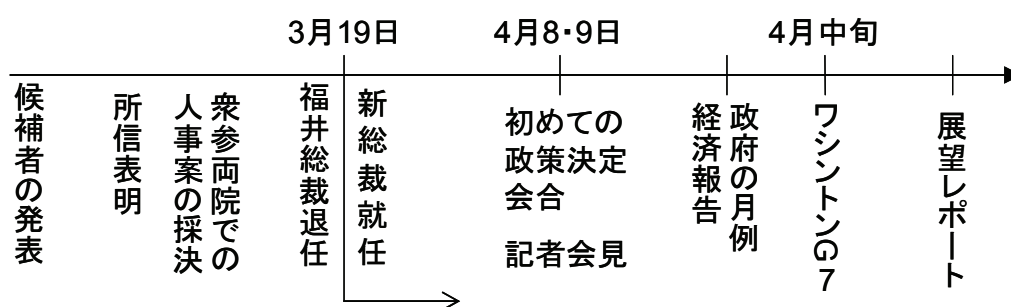 3月19日
4月8・9日
4月中旬
候補者の発表
所信表明
衆参両院での
人事案の採決
福井総裁退任
新総裁就任
初めての
政策決定
会合
記者会見
政府の月例
経済報告
ワシントンG7
展望レポート